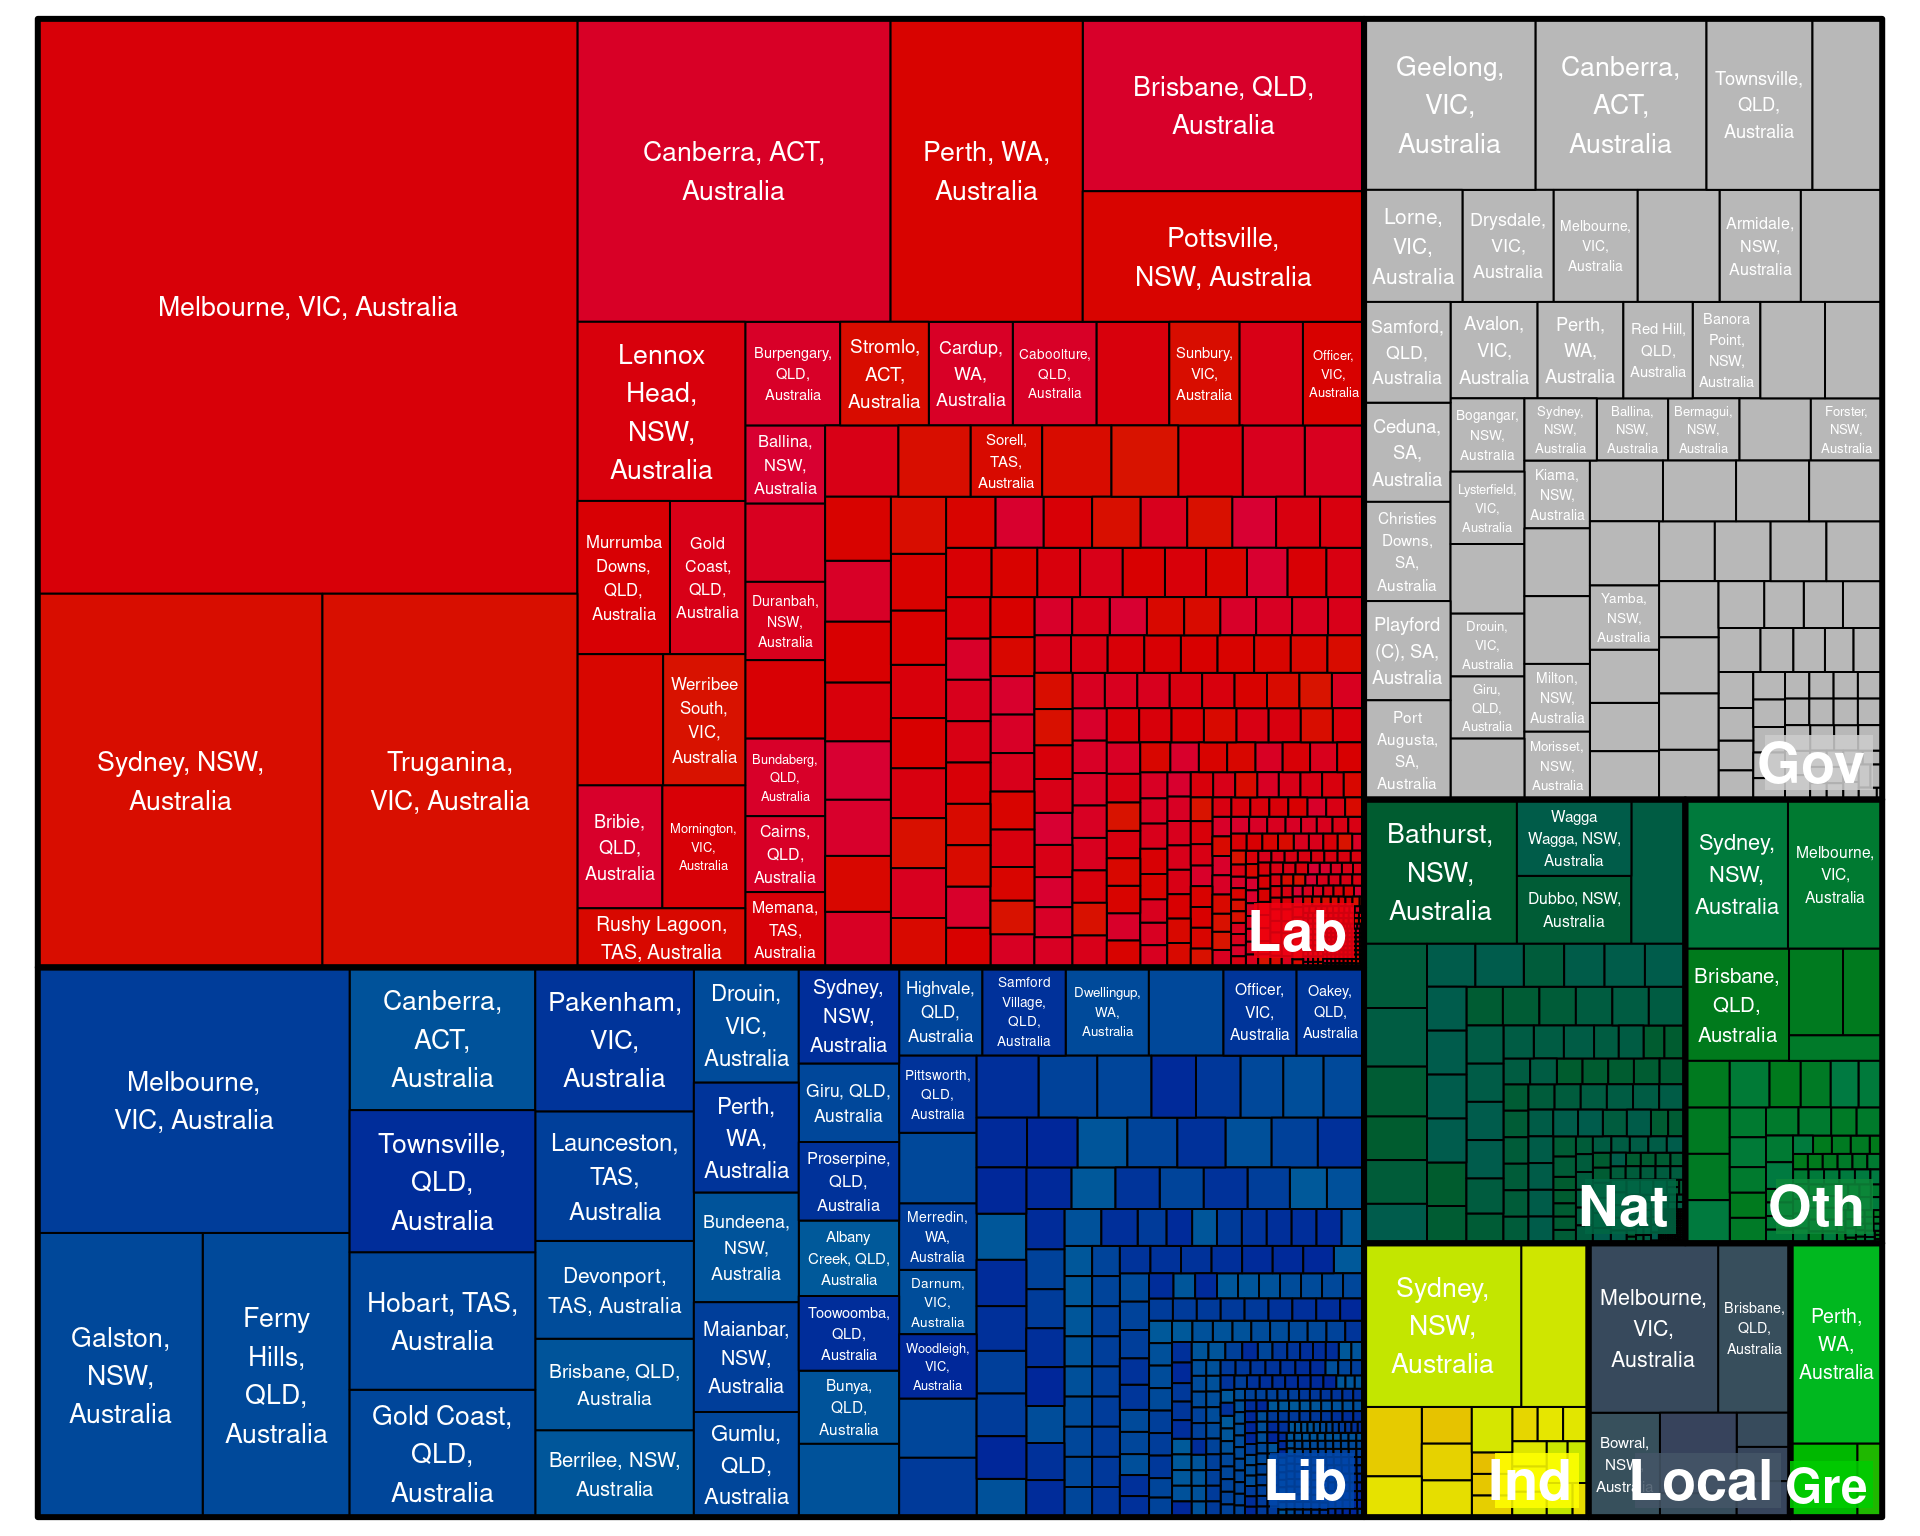 Melbourne, VIC, Australia
Sydney, NSW,
Australia
Truganina,
VIC, Australia
Canberra, ACT,
Australia
Perth, WA,
Australia
Brisbane, QLD,
Australia
Pottsville,
NSW, Australia
Lennox
Head,
NSW,
Australia
Burpengary,
QLD,
Australia
Stromlo,
ACT,
Australia
Cardup,
WA,
Australia
Caboolture,
QLD,
Australia
Sunbury,
VIC,
Australia
Officer,
VIC,
Australia
Ballina,
NSW,
Australia
Sorell,
TAS,
Australia
Murrumba
Downs,
QLD,
Australia
Gold
Coast,
QLD,
Australia
Duranbah,
NSW,
Australia
Werribee
South,
VIC,
Australia
Bundaberg,
QLD,
Australia
Bribie,
QLD,
Australia
Mornington,
VIC,
Australia
Cairns,
QLD,
Australia
Rushy Lagoon,
TAS, Australia
Memana,
TAS,
Australia
Lab
Geelong,
VIC,
Australia
Canberra,
ACT,
Australia
Townsville,
QLD,
Australia
Lorne,
VIC,
Australia
Drysdale,
VIC,
Australia
Melbourne,
VIC,
Australia
Armidale,
NSW,
Australia
Samford,
QLD,
Australia
Avalon,
VIC,
Australia
Perth,
WA,
Australia
Red Hill,
QLD,
Australia
Banora
Point,
NSW,
Australia
Ceduna,
SA,
Australia
Bogangar,
NSW,
Australia
Sydney,
NSW,
Australia
Ballina,
NSW,
Australia
Bermagui,
NSW,
Australia
Forster,
NSW,
Australia
Christies
Downs,
SA,
Australia
Lysterfield,
VIC,
Australia
Kiama,
NSW,
Australia
Playford
(C), SA,
Australia
Drouin,
VIC,
Australia
Yamba,
NSW,
Australia
Giru,
QLD,
Australia
Milton,
NSW,
Australia
Port
Augusta,
SA,
Australia
Morisset,
NSW,
Australia
Gov
Melbourne,
VIC, Australia
Galston,
NSW,
Australia
Ferny
Hills,
QLD,
Australia
Canberra,
ACT,
Australia
Townsville,
QLD,
Australia
Hobart, TAS,
Australia
Gold Coast,
QLD,
Australia
Pakenham,
VIC,
Australia
Launceston,
TAS,
Australia
Devonport,
TAS, Australia
Brisbane, QLD,
Australia
Berrilee, NSW,
Australia
Drouin,
VIC,
Australia
Perth,
WA,
Australia
Bundeena,
NSW,
Australia
Maianbar,
NSW,
Australia
Gumlu,
QLD,
Australia
Sydney,
NSW,
Australia
Giru, QLD,
Australia
Proserpine,
QLD,
Australia
Albany
Creek, QLD,
Australia
Toowoomba,
QLD,
Australia
Bunya,
QLD,
Australia
Highvale,
QLD,
Australia
Samford
Village,
QLD,
Australia
Dwellingup,
WA,
Australia
Officer,
VIC,
Australia
Oakey,
QLD,
Australia
Pittsworth,
QLD,
Australia
Merredin,
WA,
Australia
Darnum,
VIC,
Australia
Woodleigh,
VIC,
Australia
Lib
Bathurst,
NSW,
Australia
Wagga
Wagga, NSW,
Australia
Dubbo, NSW,
Australia
Nat
Sydney,
NSW,
Australia
Melbourne,
VIC,
Australia
Brisbane,
QLD,
Australia
Oth
Sydney,
NSW,
Australia
Ind
Melbourne,
VIC,
Australia
Brisbane,
QLD,
Australia
Bowral,
NSW,
Australia
Local
Perth,
WA,
Australia
Gre